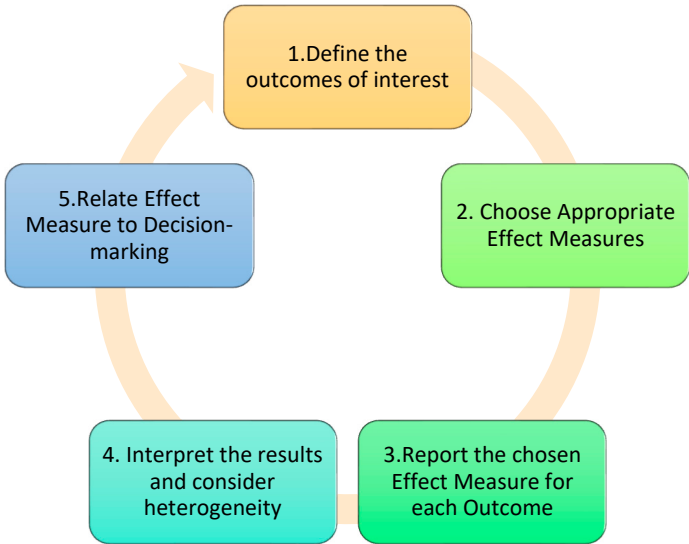 1.Define the
outcomes of interest
2. Choose Appropriate
Effect Measures
3.Report the chosen
Effect Measure for
each Outcome
4. Interpret the results
and consider
heterogeneity
5.Relate Effect
Measure to Decision-
marking